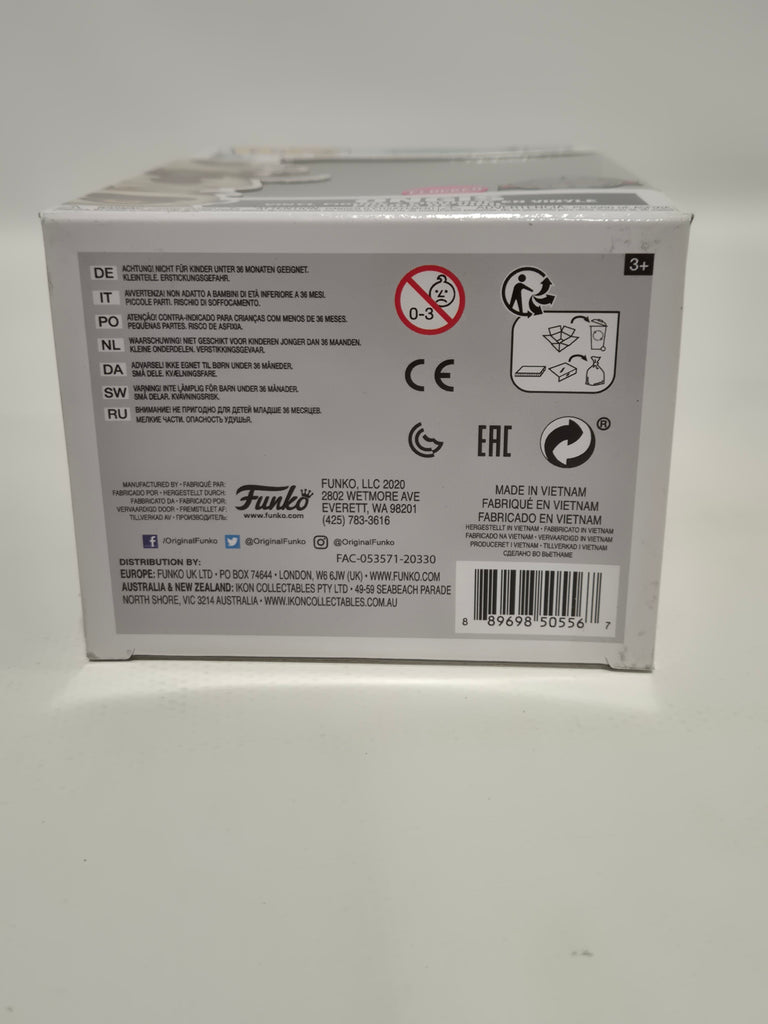 FLOCKED
VINYLE
3+
DE ACHTUNG! NICHT FÜR KINDER UNTER 36 MONATEN GEEIGNET.
KLEINTEILE. ERSTICKUNGSGEFAHR.
IT AVVERTENZA! NON ADATTO A BAMBINI DI ETÀ INFERIORE A 36 MESI.
PICCOLE PARTI. RISCHIO DI SOFFOCAMENTO.
PO ATENÇÃO! CONTRA-INDICADO PARA CRIANÇAS COM MENOS DE 36 MESES.
PEQUENAS PARTES. RISCO DE ASFIXIA.
NL WAARSCHUWING! NIET GESCHIKT VOOR KINDEREN JONGER DAN 36 MAANDEN.
KLEINE ONDERDELEN. VERSTIKKINGSGEVAAR.
DA ADVARSEL! IKKE EGNET TIL BØRN UNDER 36 MÅNEDER.
SMÅ DELE. KVÆLNINGSFARE.
SW VARNING! INTE LÄMPLIG FÖR BARN UNDER 36 MÅNADER.
SMÅ DELAR. KVÄVNINGSRISK.
RU ВНИМАНИЕ! НЕ ПРИГОДНО ДЛЯ ДЕТЕЙ МЛАДШЕ 36 МЕСЯЦЕВ.
МЕЛКИЕ ЧАСТИ. ОПАСНОСТЬ УДУШЬЯ.
0-3
CE
EAC
®
MANUFACTURED BY • FABRIQUÉ PAR:
FABRICADO POR • HERGESTELLT DURCH:
FABBRICATO DA • FABRICADO POR:
VERVAARDIGD DOOR • FREMSTILLET AF:
TILLVERKAD AV • ПРОИЗВОДИТЕЛЬ:
Funko
www.funko.com
FUNKO, LLC 2020
2802 WETMORE AVE
EVERETT, WA 98201
(425) 783-3616
/OriginalFunko @OriginalFunko @OriginalFunko
FAC-053571-20330
DISTRIBUTION BY:
EUROPE: FUNKO UK LTD • PO BOX 74644 • LONDON, W6 6JW (UK) • WWW.FUNKO.COM
AUSTRALIA & NEW ZEALAND: IKON COLLECTABLES PTY LTD • 49-59 SEABEACH PARADE
NORTH SHORE, VIC 3214 AUSTRALIA • WWW.IKONCOLLECTABLES.COM.AU
MADE IN VIETNAM
FABRIQUÉ EN VIETNAM
FABRICADO EN VIETNAM
HERGESTELLT IN VIETNAM • FABBRICATO IN VIETNAM
FABRICADO NA VIETNAM • VERVAARDIGD IN VIETNAM
PRODUCERET I VIETNAM • TILLVERKAD I VIETNAM
СДЕЛАНО ВО ВЬЕТНАМЕ
8 89698 50556 7